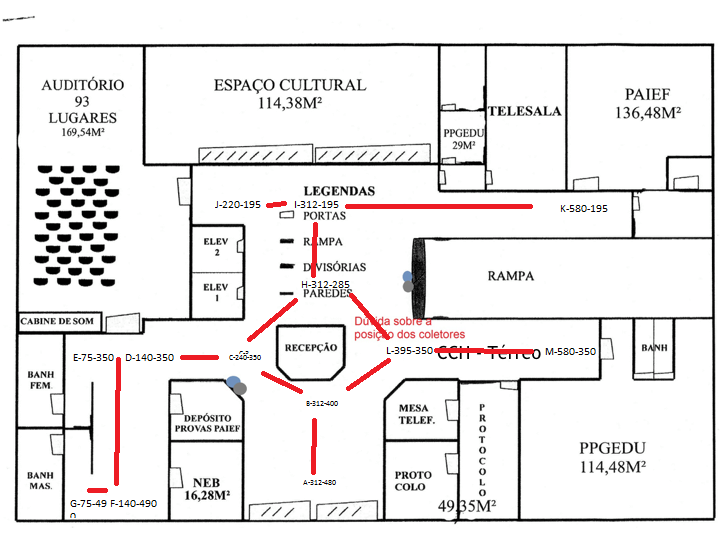 AUDITÓRIO
93
LUGARES
169,54M²
ESPAÇO CULTURAL
114,38M²
TELESALA
PAIEF
136,48M²
PPGEDU
29M²
LEGENDAS
J-220-195
I-312-195
K-580-195
PORTAS
RAMPA
DIVISÓRIAS
PAREDES
H-312-285
ELEV
2
ELEV
1
RAMPA
CABINE DE SOM
Dúvida sobre a
posição dos coletores
RECEPÇÃO
E-75-350
D-140-350
C-240-350
L-395-350
CCH - Térreo
M-580-350
BANH
BANH
FEM.
BANH
MAS.
DEPÓSITO
PROVAS PAIEF
B-312-400
MESA
TELEF.
PROTOCOLO
PPGEDU
114,48M²
NEB
16,28M²
A-312-480
PROTO
COLO
49,35M²
G-75-49
0
F-140-490